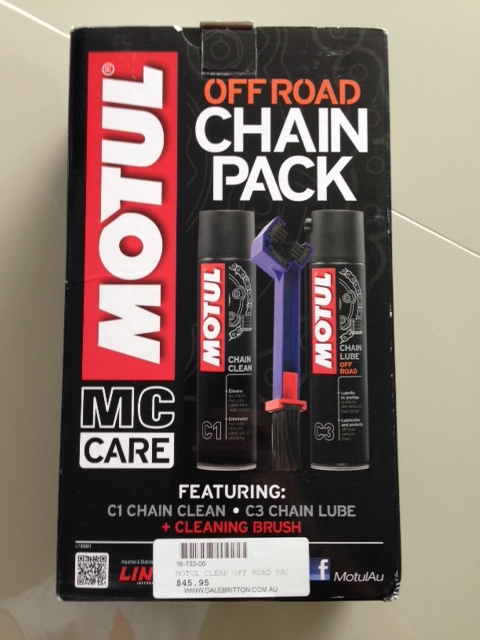 MOTUL®
OFF ROAD
CHAIN
PACK
MOTUL
CHAIN
CLEAN
C1
MOTUL
CHAIN
LUBE
OFF
ROAD
C3
MC
CARE
FEATURING:
C1 CHAIN CLEAN • C3 CHAIN LUBE
+ CLEANING BRUSH
LIN
16-732-00
MOTUL CLEAN OFF ROAD PAC
$45.95
WWW.DALEBRITTON.COM.AU
f MotulAu